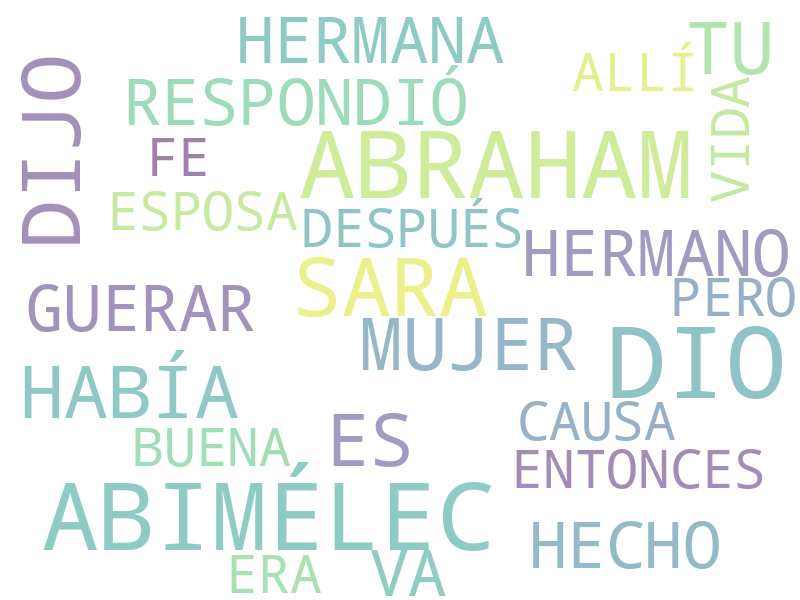 HERMANA
TU
ALLÍ
DIJO
RESPONDIÓ
VIDA
FE
ABRAHAM
ESPOSA
DESPUÉS
HERMANO
SARA
PERO
GUERAR
MUJER
DIO
HABÍA
CAUSA
BUENA
ES
ENTONCES
ABIMÉLEC
HECHO
ERA
VA